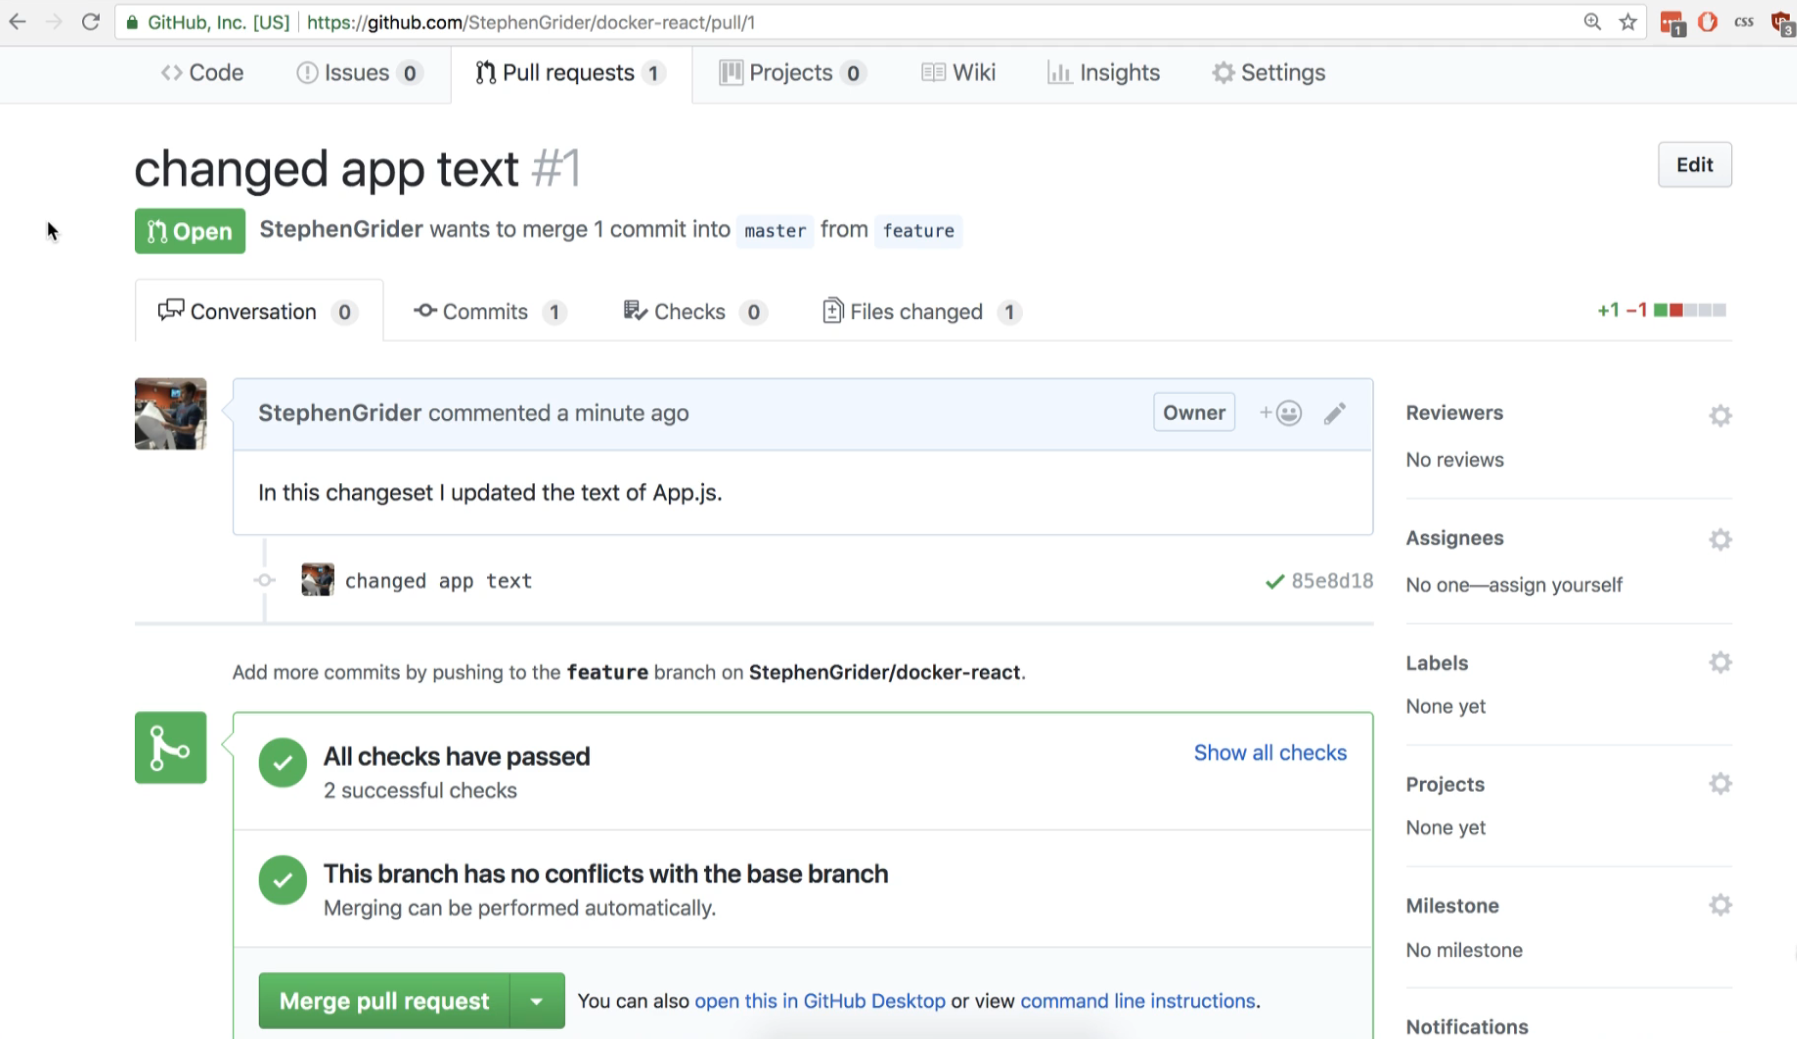 GitHub, Inc. [US] https://github.com/StephenGrider/docker-react/pull/1
1 css 3
Code Issues 0 Pull requests 1 Projects 0 Wiki Insights Settings
changed app text #1
Edit
Open StephenGrider wants to merge 1 commit into master from feature
Conversation 0 Commits 1 Checks 0 Files changed 1 +1 −1
StephenGrider commented a minute ago Owner
In this changeset I updated the text of App.js.
changed app text 85e8d18
Add more commits by pushing to the feature branch on StephenGrider/docker-react.
All checks have passed Show all checks
2 successful checks
This branch has no conflicts with the base branch
Merging can be performed automatically.
Merge pull request You can also open this in GitHub Desktop or view command line instructions.
Reviewers
No reviews
Assignees
No one—assign yourself
Labels
None yet
Projects
None yet
Milestone
No milestone
Notifications